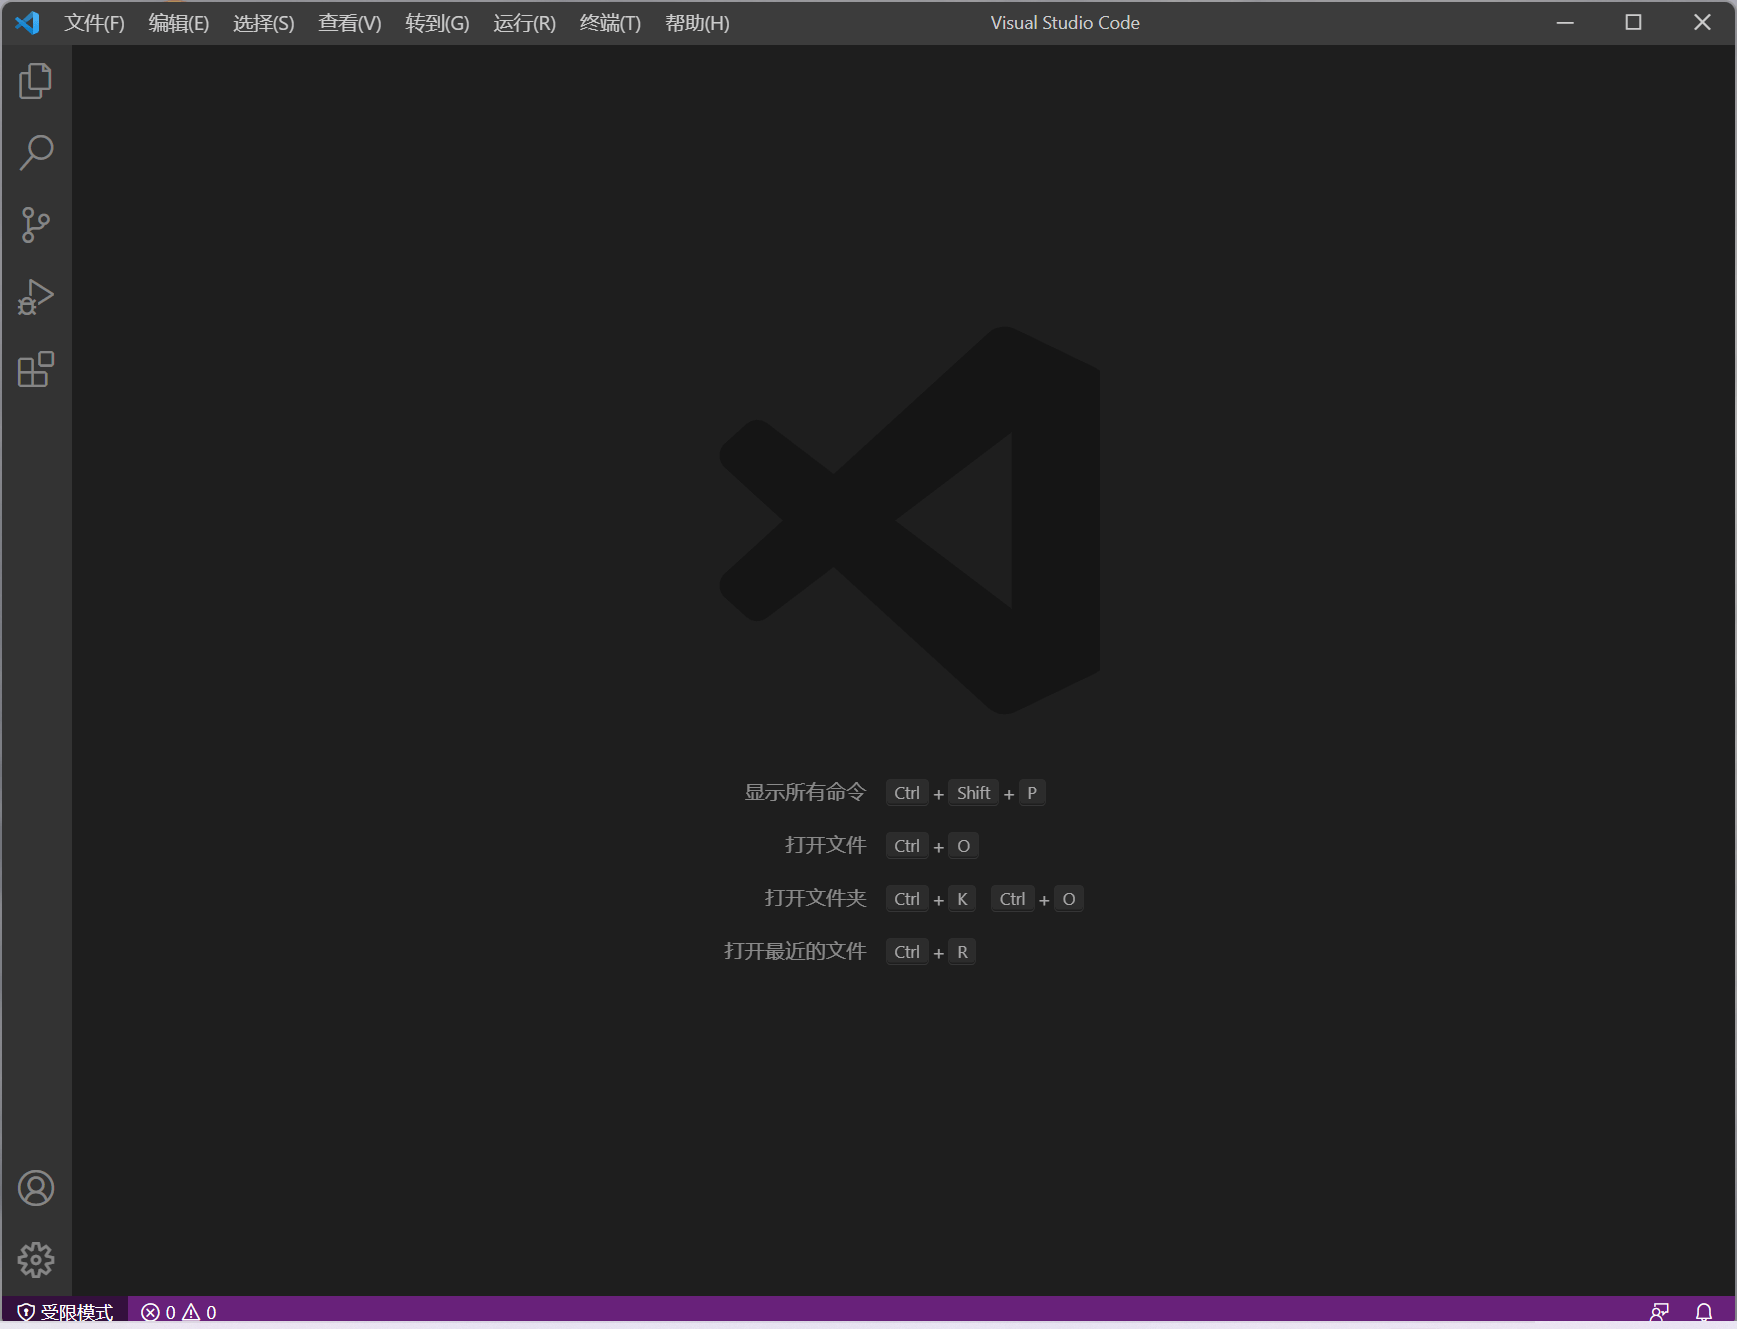 文件(F) 编辑(E) 选择(S) 查看(V) 转到(G) 运行(R) 终端(T) 帮助(H) Visual Studio Code
显示所有命令 Ctrl + Shift + P
打开文件 Ctrl + O
打开文件夹 Ctrl + K Ctrl + O
打开最近的文件 Ctrl + R
受限模式 0 0